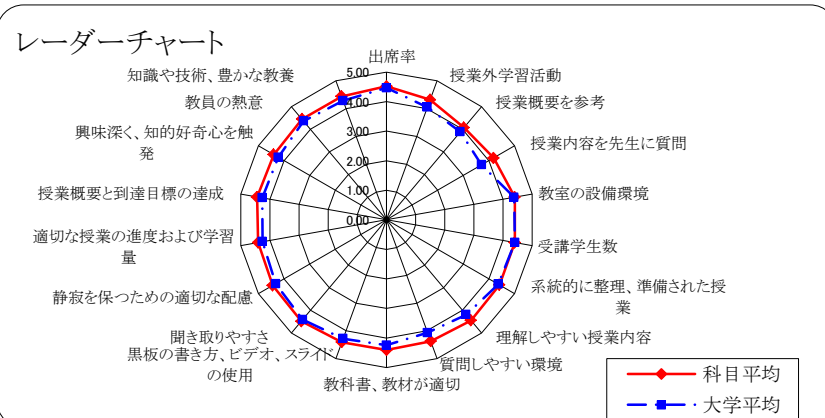 レーダーチャート
出席率
授業外学習活動
授業概要を参考
授業内容を先生に質問
教室の設備環境
受講学生数
系統的に整理、準備された授
業
理解しやすい授業内容
質問しやすい環境
教科書、教材が適切
黒板の書き方、ビデオ、スライド
の使用
聞き取りやすさ
静寂を保つための適切な配慮
適切な授業の進度および学習
量
授業概要と到達目標の達成
興味深く、知的好奇心を触
発
教員の熱意
知識や技術、豊かな教養
5.00
4.00
3.00
2.00
1.00
0.00
科目平均
大学平均